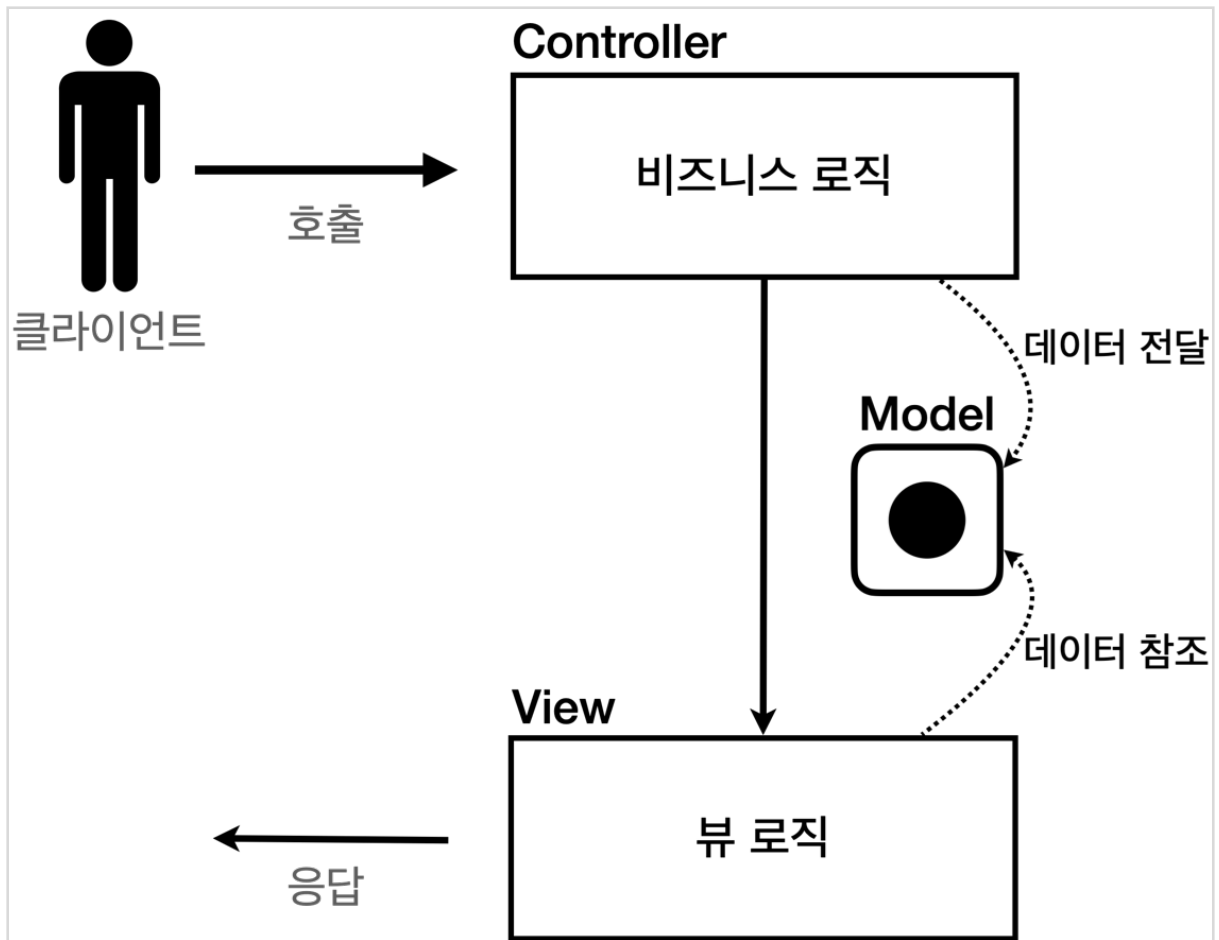 Controller
비즈니스 로직
호출
클라이언트
데이터 전달
Model
데이터 참조
View
뷰 로직
응답